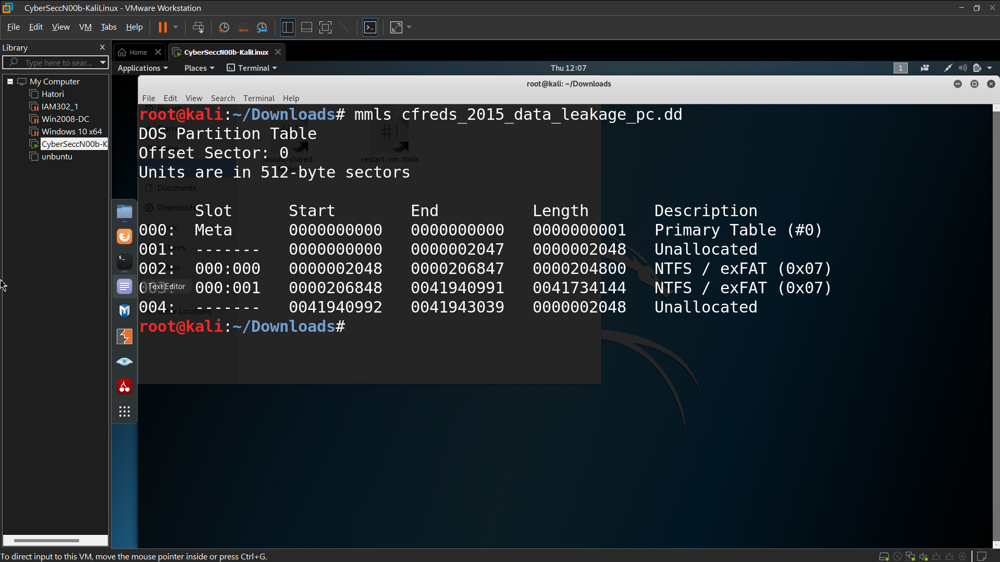 CyberSeccN00b-KaliLinux - VMware Workstation
File Edit View VM Tabs Help
Library
Type here to sear...
My Computer
Hatori
IAM302_1
Win2008-DC
Windows 10 x64
CyberSeccN00b-K
unbuntu
Home
CyberSeccN00b-KaliLinux
Applications Places Terminal
Thu 12:07
1
root@kali: ~/Downloads
File Edit View Search Terminal Help
root@kali:~/Downloads# mmls cfreds_2015_data_leakage_pc.dd
DOS Partition Table
Offset Sector: 0
Units are in 512-byte sectors
Slot Start End Length Description
000: Meta 0000000000 0000000000 0000000001 Primary Table (#0)
001: ------- 0000000000 0000002047 0000002048 Unallocated
002: 000:000 0000002048 0000206847 0000204800 NTFS / exFAT (0x07)
003: 000:001 0000206848 0041940991 0041734144 NTFS / exFAT (0x07)
004: ------- 0041940992 0041943039 0000002048 Unallocated
root@kali:~/Downloads#
mount-shared-
restart-vm-tools
Documents
Downloads
Other Locations
Text Editor
To direct input to this VM, move the mouse pointer inside or press Ctrl+G.